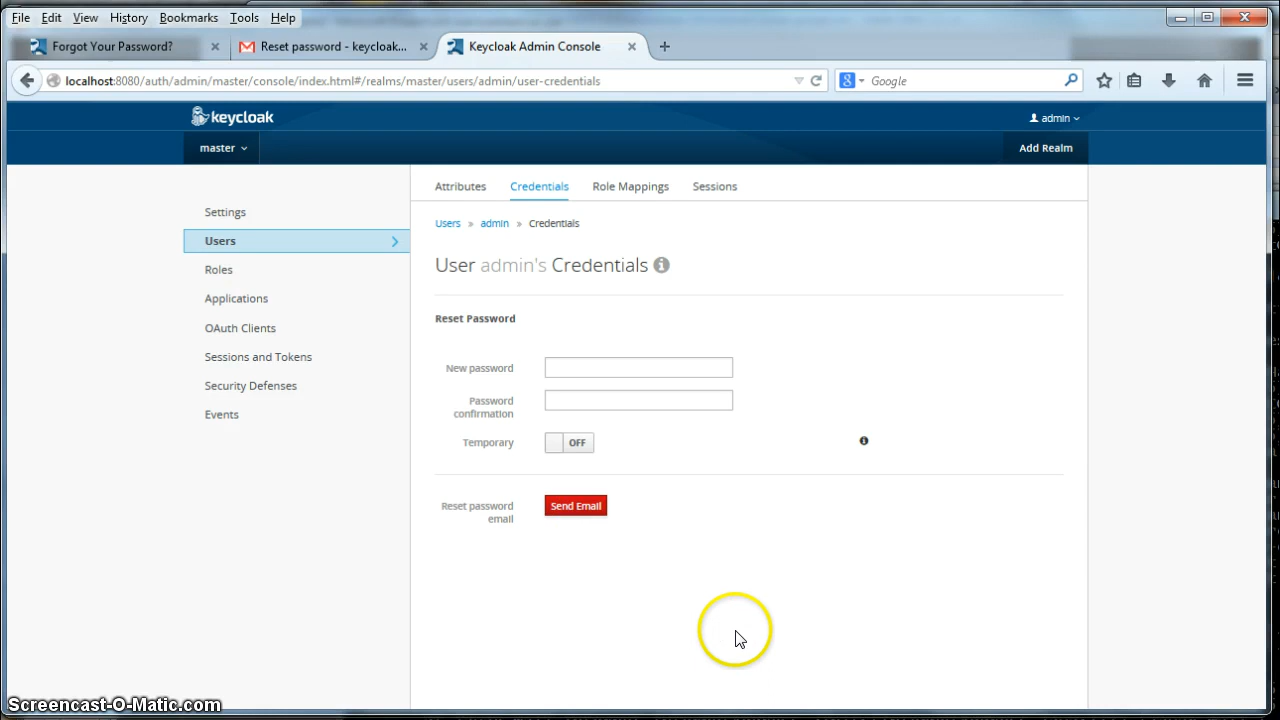 File Edit View History Bookmarks Tools Help
Forgot Your Password?
Reset password - keycloak...
Keycloak Admin Console
localhost:8080/auth/admin/master/console/index.html#/realms/master/users/admin/user-credentials
Google
keycloak
admin
master
Add Realm
Settings
Users
Roles
Applications
OAuth Clients
Sessions and Tokens
Security Defenses
Events
Attributes Credentials Role Mappings Sessions
Users » admin » Credentials
User admin's Credentials
Reset Password
New password
Password
confirmation
Temporary OFF
Reset password
email
Send Email
Screencast-O-Matic.com